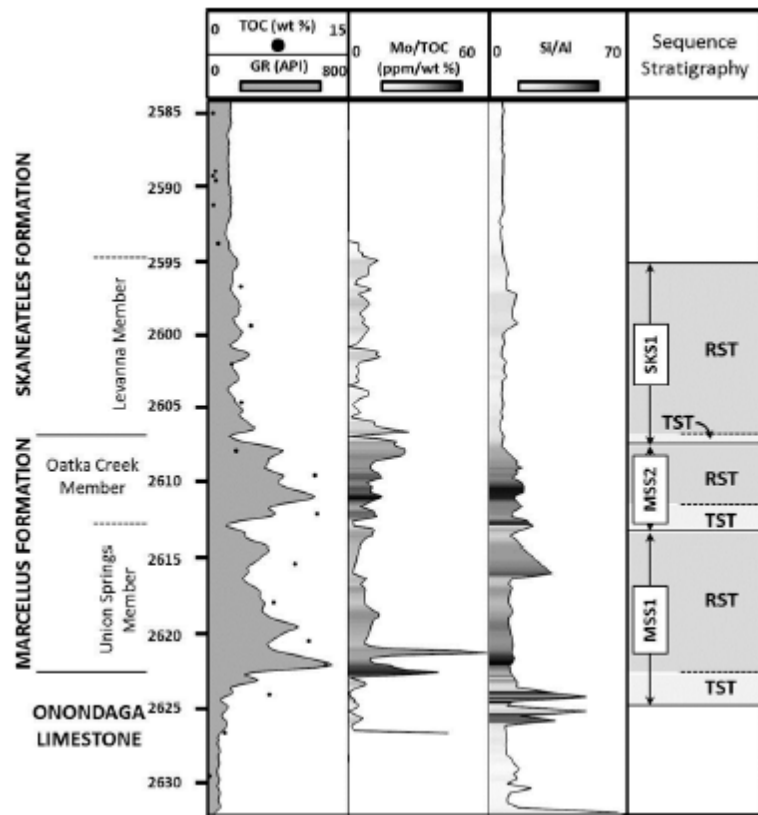 0 TOC (wt %) 15
0 GR (API) 800
0 Mo/TOC 60
(ppm/wt %)
0 Si/Al 70
Sequence
Stratigraphy
SKANEATELES FORMATION
Levanna Member
MARCELLUS FORMATION
Oatka Creek
Member
Union Springs
Member
ONONDAGA
LIMESTONE
2585
2590
2595
2600
2605
2610
2615
2620
2625
2630
SKS1
RST
TST
MSS2
RST
TST
MSS1
RST
TST